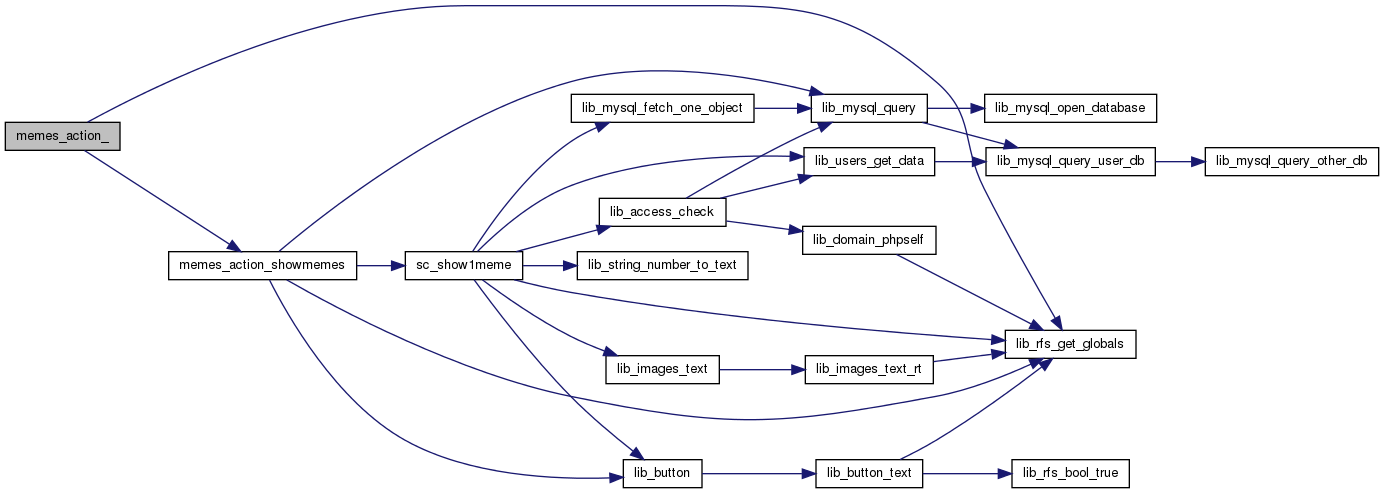 memes_action_
memes_action_showmemes
sc_show1meme
lib_mysql_fetch_one_object
lib_access_check
lib_string_number_to_text
lib_images_text
lib_button
lib_mysql_query
lib_users_get_data
lib_domain_phpself
lib_images_text_rt
lib_button_text
lib_mysql_open_database
lib_mysql_query_user_db
lib_rfs_get_globals
lib_rfs_bool_true
lib_mysql_query_other_db